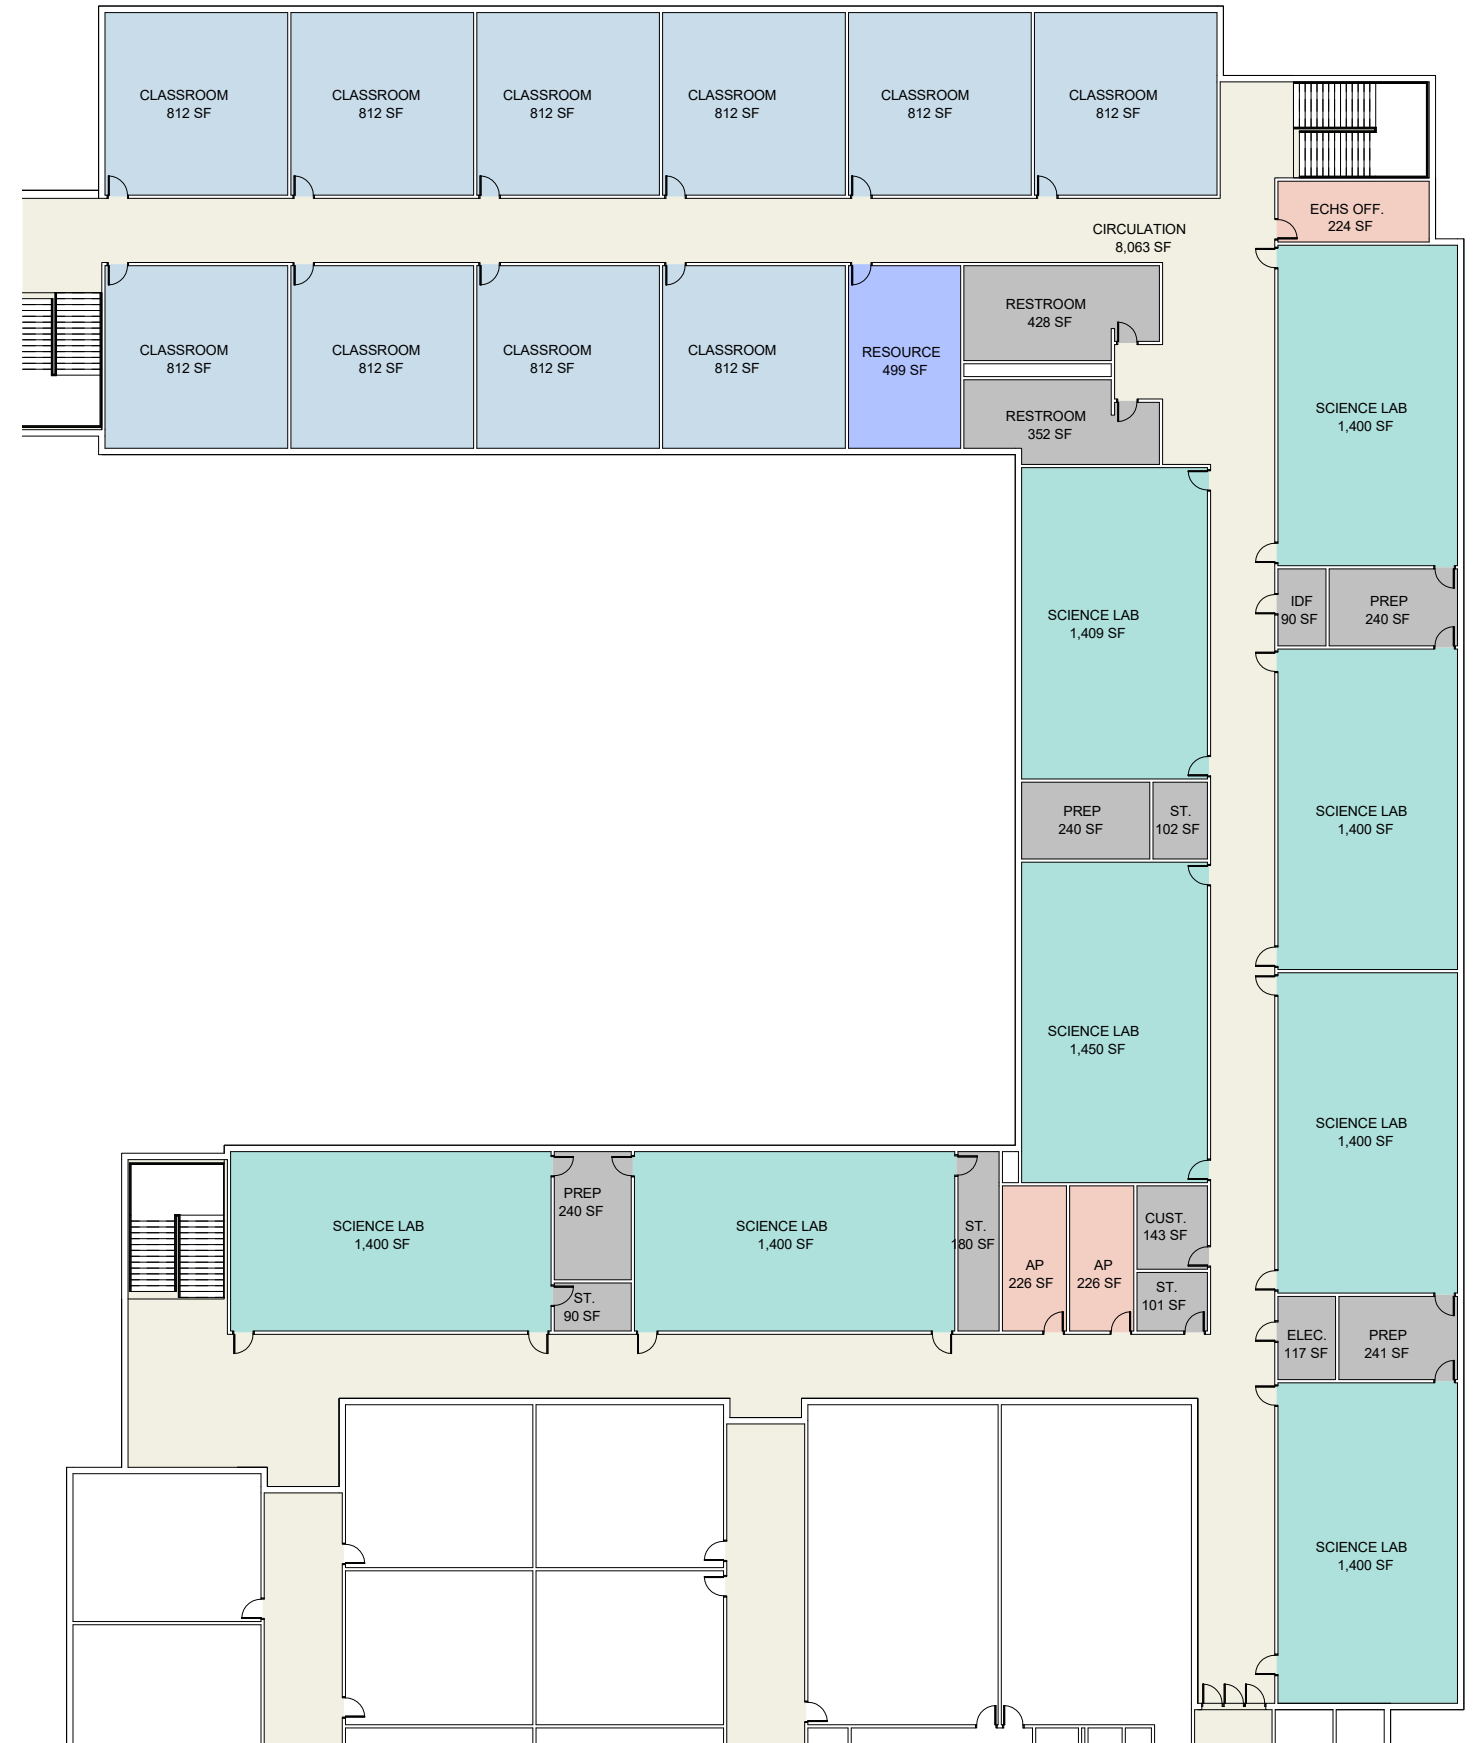 CLASSROOM
812 SF
CLASSROOM
812 SF
CLASSROOM
812 SF
CLASSROOM
812 SF
CLASSROOM
812 SF
CLASSROOM
812 SF
ECHS OFF.
224 SF
CIRCULATION
8,063 SF
CLASSROOM
812 SF
CLASSROOM
812 SF
CLASSROOM
812 SF
CLASSROOM
812 SF
RESOURCE
499 SF
RESTROOM
428 SF
RESTROOM
352 SF
SCIENCE LAB
1,400 SF
SCIENCE LAB
1,409 SF
IDF
90 SF
PREP
240 SF
PREP
240 SF
ST.
102 SF
SCIENCE LAB
1,400 SF
SCIENCE LAB
1,450 SF
SCIENCE LAB
1,400 SF
SCIENCE LAB
1,400 SF
PREP
240 SF
ST.
90 SF
SCIENCE LAB
1,400 SF
ST.
180 SF
AP
226 SF
AP
226 SF
CUST.
143 SF
ST.
101 SF
ELEC.
117 SF
PREP
241 SF
SCIENCE LAB
1,400 SF